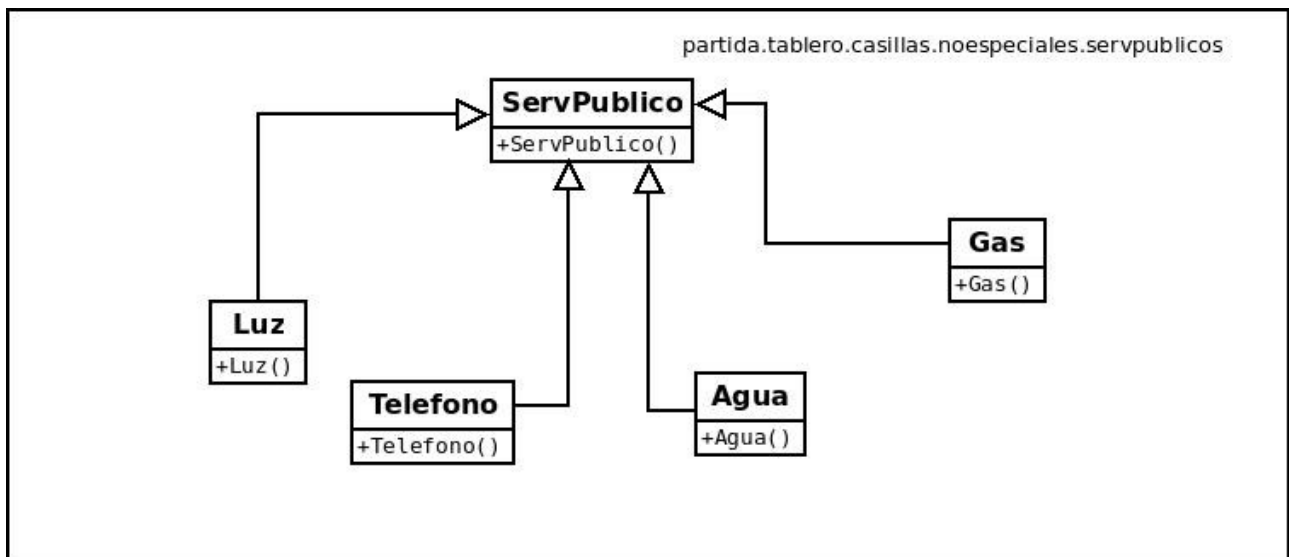 partida.tablero.casillas.noespeciales.servpublicos
ServPublico
+ServPublico()
Gas
+Gas()
Luz
+Luz()
Telefono
+Telefono()
Agua
+Agua()